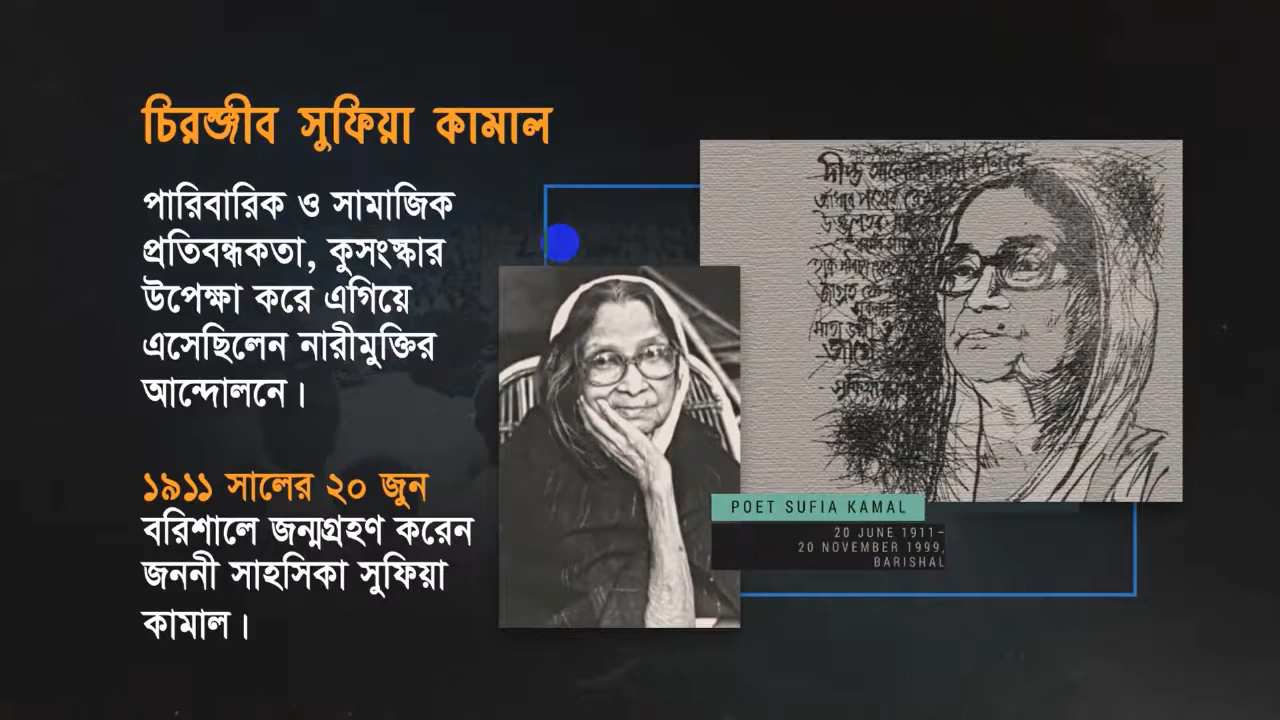 চিরঞ্জীব সুফিয়া কামাল
পারিবারিক ও সামাজিক
প্রতিবন্ধকতা, কুসংস্কার
উপেক্ষা করে এগিয়ে
এসেছিলেন নারীমুক্তির
আন্দোলনে।
১৯১১ সালের ২০ জুন
বরিশালে জন্মগ্রহণ করেন
জননী সাহসিকা সুফিয়া
কামাল।
দীপ্ত
POET SUFIA KAMAL
20 JUNE 1911–
20 NOVEMBER 1999,
BARISHAL